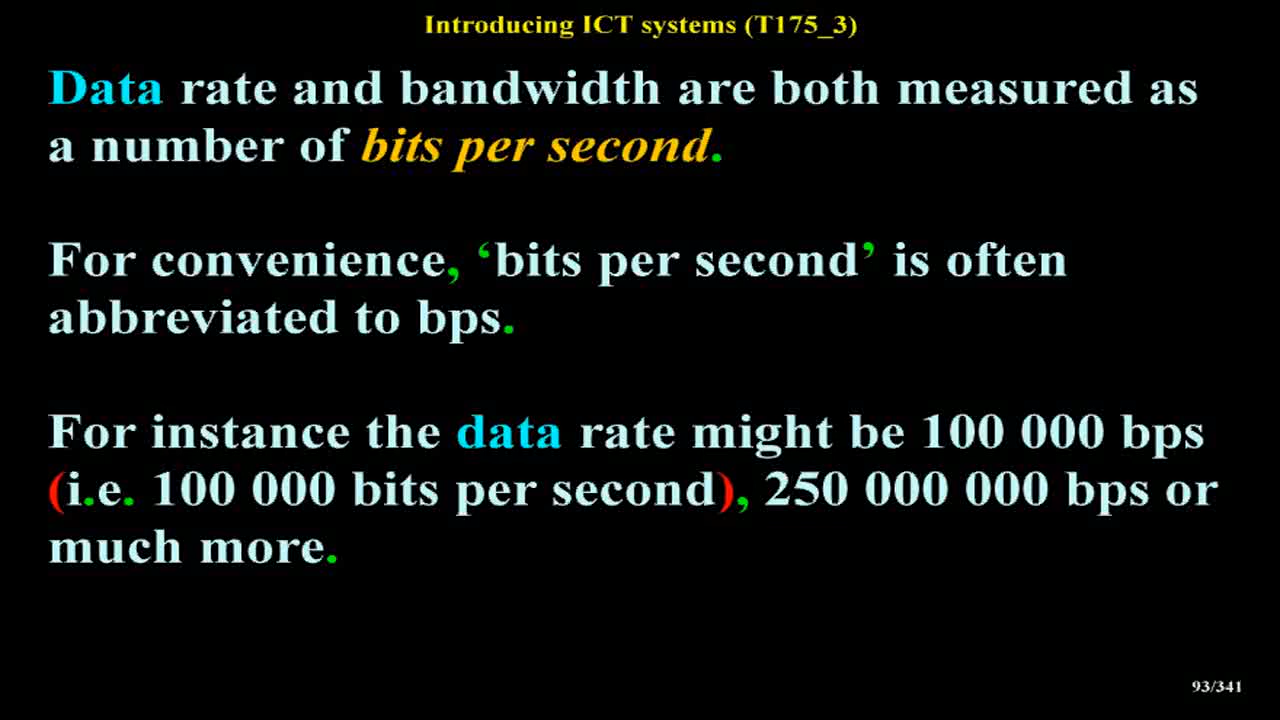 Introducing ICT systems (T175_3)
Data rate and bandwidth are both measured as
a number of bits per second.
For convenience, ‘bits per second’ is often
abbreviated to bps.
For instance the data rate might be 100 000 bps
(i.e. 100 000 bits per second), 250 000 000 bps or
much more.
93/341